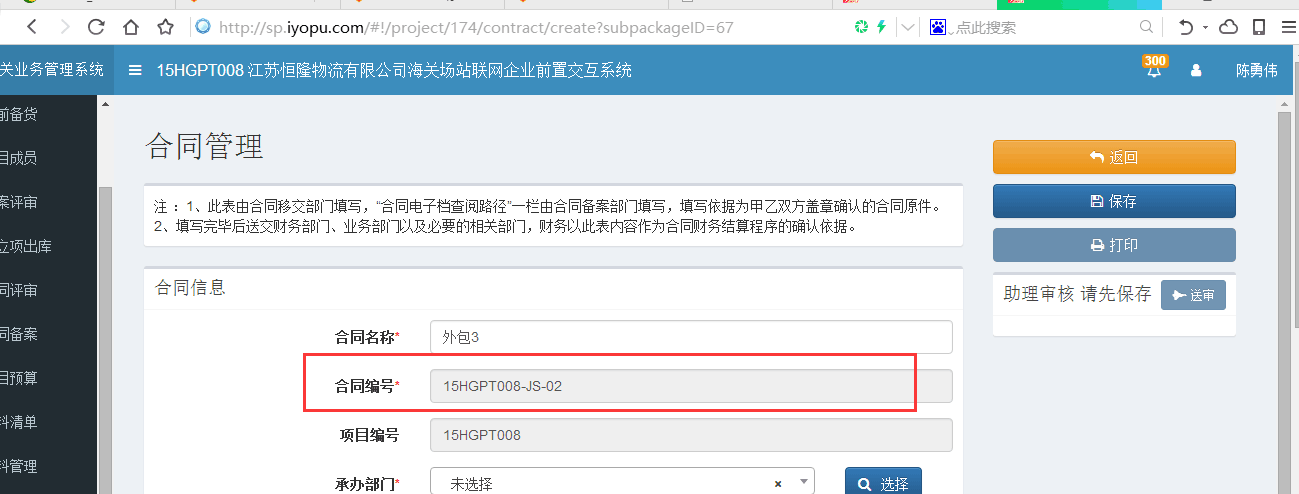 http://sp.iyopu.com/#!/project/174/contract/create?subpackageID=67
点此搜索
关业务管理系统
15HGPT008 江苏恒隆物流有限公司海关场站联网企业前置交互系统
300
陈勇伟
前备货
目成员
案评审
立项出库
同评审
同备案
目预算
料清单
料管理
合同管理
注 ： 1、此表由合同移交部门填写，“合同电子档查阅路径”一栏由合同备案部门填写，填写依据为甲乙双方盖章确认的合同原件。
2、填写完毕后送交财务部门、业务部门以及必要的相关部门，财务以此表内容作为合同财务结算程序的确认依据。
返回
保存
打印
助理审核 请先保存
送审
合同信息
合同名称* 外包3
合同编号* 15HGPT008-JS-02
项目编号 15HGPT008
承办部门* 未选择 × 选择